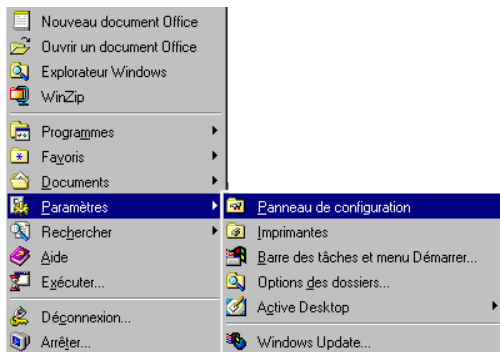 Nouveau document Office
Ouvrir un document Office
Explorateur Windows
WinZip
Programmes
Favoris
Documents
Paramètres
Rechercher
Aide
Exécuter...
Déconnexion...
Arrêter...
Panneau de configuration
Imprimantes
Barre des tâches et menu Démarrer...
Options des dossiers...
Active Desktop
Windows Update...